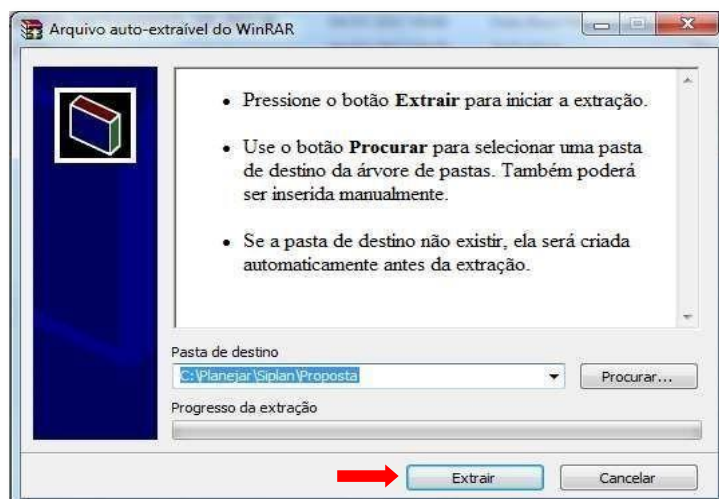 Arquivo auto-extraível do WinRAR
• Pressione o botão Extrair para iniciar a extração.
• Use o botão Procurar para selecionar uma pasta
de destino da árvore de pastas. Também poderá
ser inserida manualmente.
• Se a pasta de destino não existir, ela será criada
automaticamente antes da extração.
Pasta de destino
C:\Planejar\Siplan\Proposta
Procurar...
Progresso da extração
Extrair
Cancelar